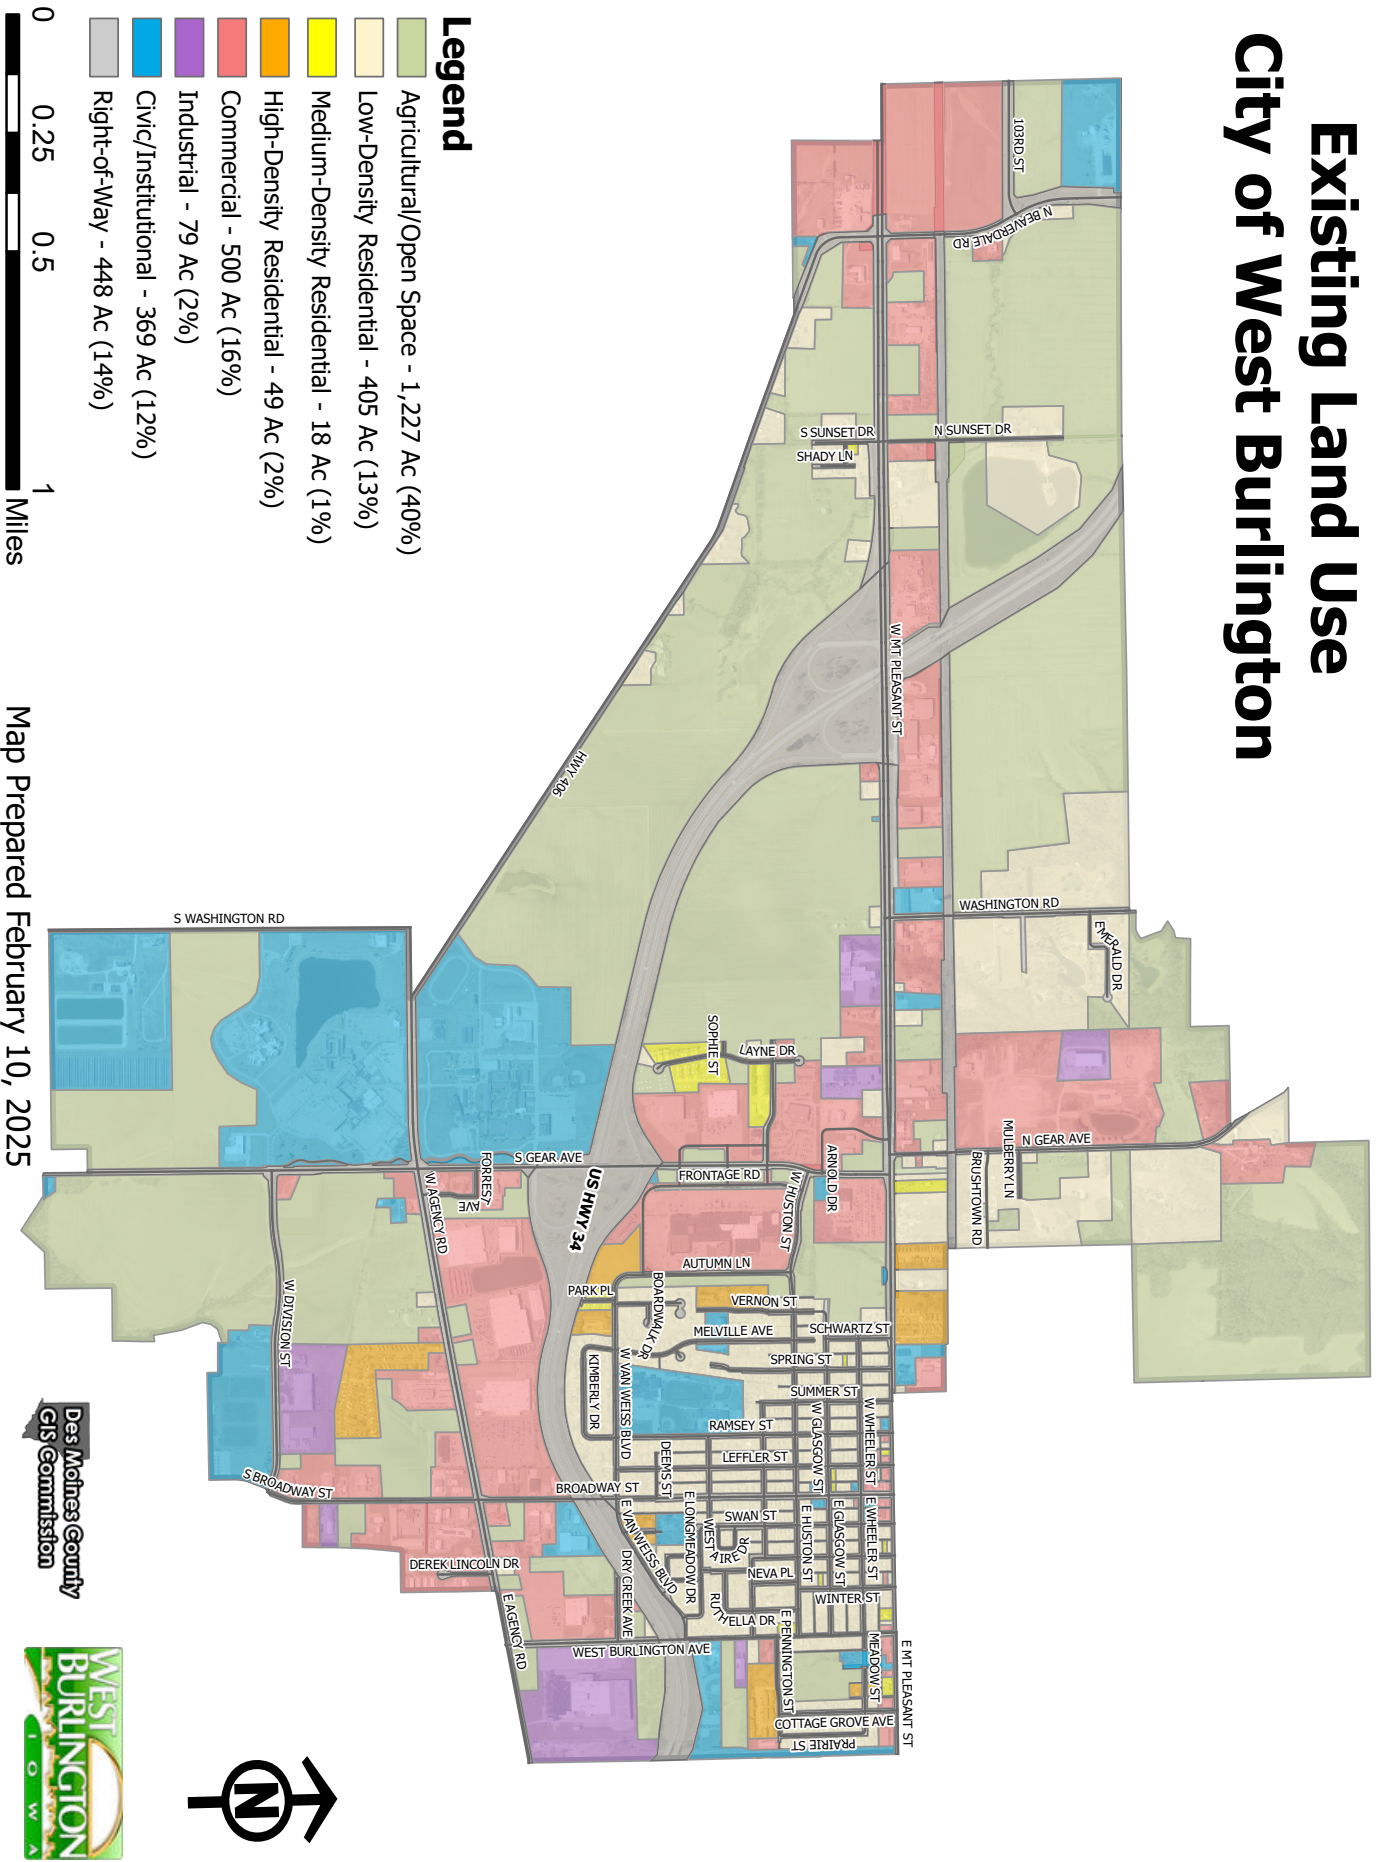 Existing Land Use
City of West Burlington
Legend
Agricultural/Open Space - 1,227 Ac (40%)
Low-Density Residential - 405 Ac (13%)
Medium-Density Residential - 18 Ac (1%)
High-Density Residential - 49 Ac (2%)
Commercial - 500 Ac (16%)
Industrial - 79 Ac (2%)
Civic/Institutional - 369 Ac (12%)
Right-of-Way - 448 Ac (14%)
0 0.25 0.5 1
Miles
Map Prepared February 10, 2025
Des Moines County
GIS Commission
WEST
BURLINGTON
IOWA
N
103RD ST
N BEAVERDALE RD
S SUNSET DR
N SUNSET DR
SHADY LN
W MT PLEASANT ST
HWY 406
WASHINGTON RD
EMERALD DR
S WASHINGTON RD
SOPHIE ST
LAYNE DR
N GEAR AVE
MULBERRY LN
BRUSHTOWN RD
ARNOLD DR
FRONTAGE RD
W HUSTON ST
S GEAR AVE
FORREST
AVE
W AGENCY RD
US HWY 34
AUTUMN LN
PARK PL
BOARDWALK DR
VERNON ST
MELVILLE AVE
SCHWARTZ ST
SPRING ST
SUMMER ST
W DIVISION ST
KIMBERLY DR
W VAN WEISS BLVD
RAMSEY ST
W GLASGOW ST
W WHEELER ST
DEEMS ST
LEFFLER ST
S BROADWAY ST
BROADWAY ST
E VAN WEISS BLVD
E LONGMEADOW DR
SWAN ST
WEST
AIRE DR
E HUSTON ST
E GLASGOW ST
E WHEELER ST
NEVA PL
DEREK LINCOLN DR
DRY CREEK AVE
RUTHELLA DR
WINTER ST
E AGENCY RD
E PENNINGTON ST
WEST BURLINGTON AVE
MEADOW ST
E MT PLEASANT ST
COTTAGE GROVE AVE
PRAIRIE ST